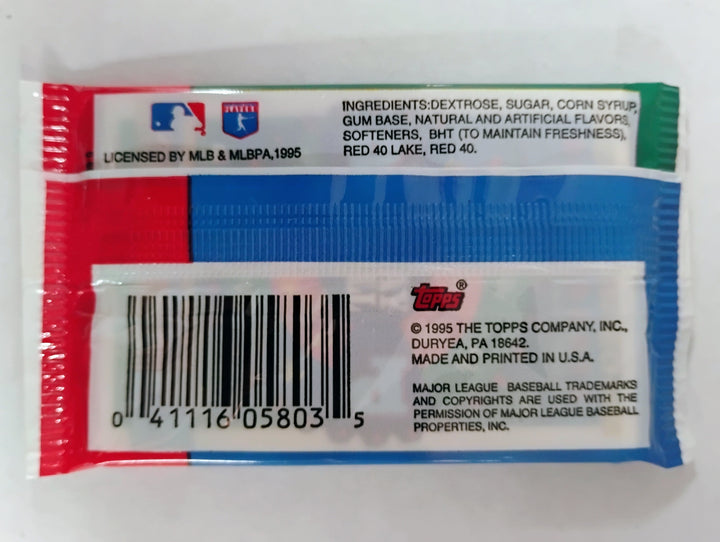 LICENSED BY MLB & MLBPA,1995
INGREDIENTS:DEXTROSE, SUGAR, CORN SYRUP,
GUM BASE, NATURAL AND ARTIFICIAL FLAVORS,
SOFTENERS, BHT (TO MAINTAIN FRESHNESS),
RED 40 LAKE, RED 40.
0 41116 05803 5
Topps®
© 1995 THE TOPPS COMPANY, INC.,
DURYEA, PA 18642.
MADE AND PRINTED IN U.S.A.
MAJOR LEAGUE BASEBALL TRADEMARKS
AND COPYRIGHTS ARE USED WITH THE
PERMISSION OF MAJOR LEAGUE BASEBALL
PROPERTIES, INC.